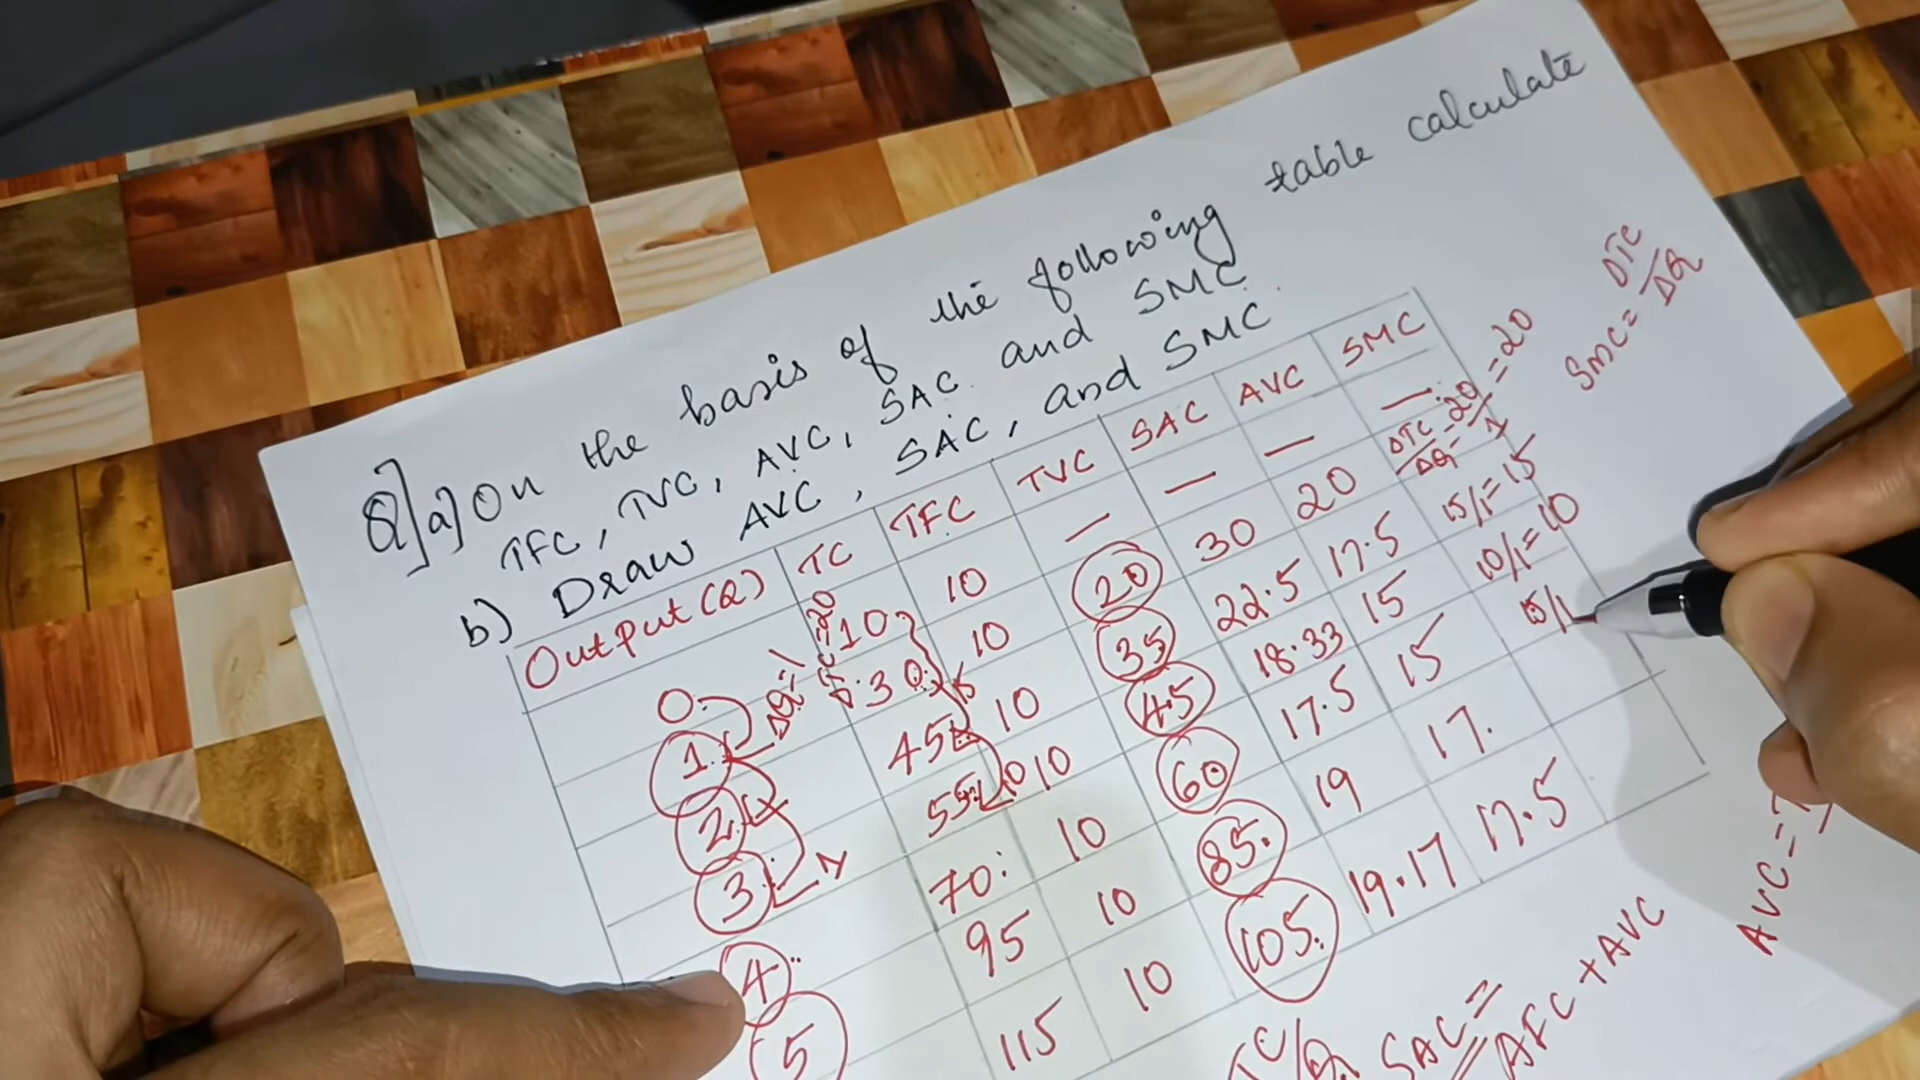 Q] a) On the basis of the following table calculate
TFC, TVC, AVC, SAC and SMC
b) Draw AVC, SAC, and SMC
Output (Q) TC TFC TVC SAC AVC SMC
0 10 10 — — — —
1 30 10 20 30 20 ΔTC/ΔQ = 20/1 = 20
2 45 10 35 22.5 17.5 15/1 = 15
3 55 10 45 18.33 15 10/1 = 10
4 70 10 60 17.5 15 15/1
5 95 10 85 19 17
115 10 105 19.17 17.5
SMC = ΔTC/ΔQ
SAC =
AFC + AVC
AVC =